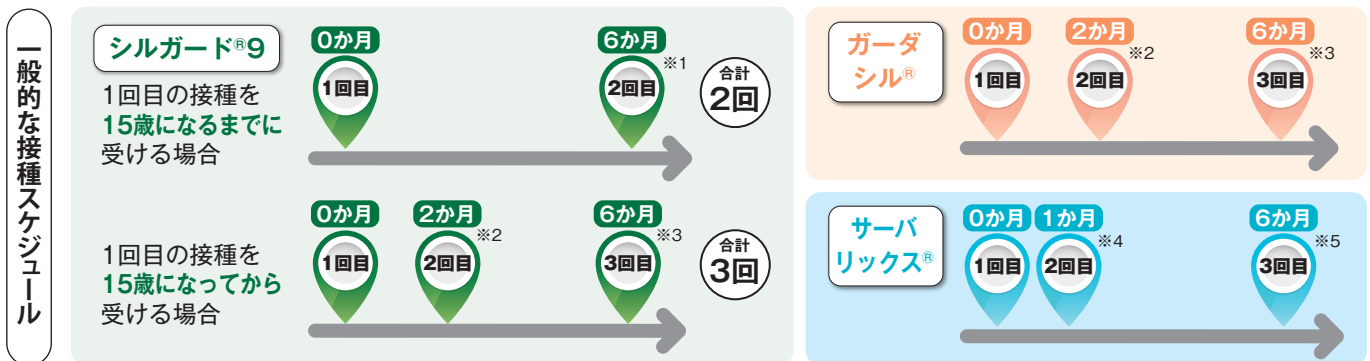 一般的な接種スケジュール
シルガード®9
1回目の接種を
15歳になるまでに
受ける場合
0か月
1回目
6か月
※1
2回目
合計
2回
1回目の接種を
15歳になってから
受ける場合
0か月
1回目
2か月
※2
2回目
6か月
※3
3回目
合計
3回
ガーダ
シル®
0か月
1回目
2か月
※2
2回目
6か月
※3
3回目
サーバ
リックス®
0か月
1回目
1か月
※4
2回目
6か月
※5
3回目